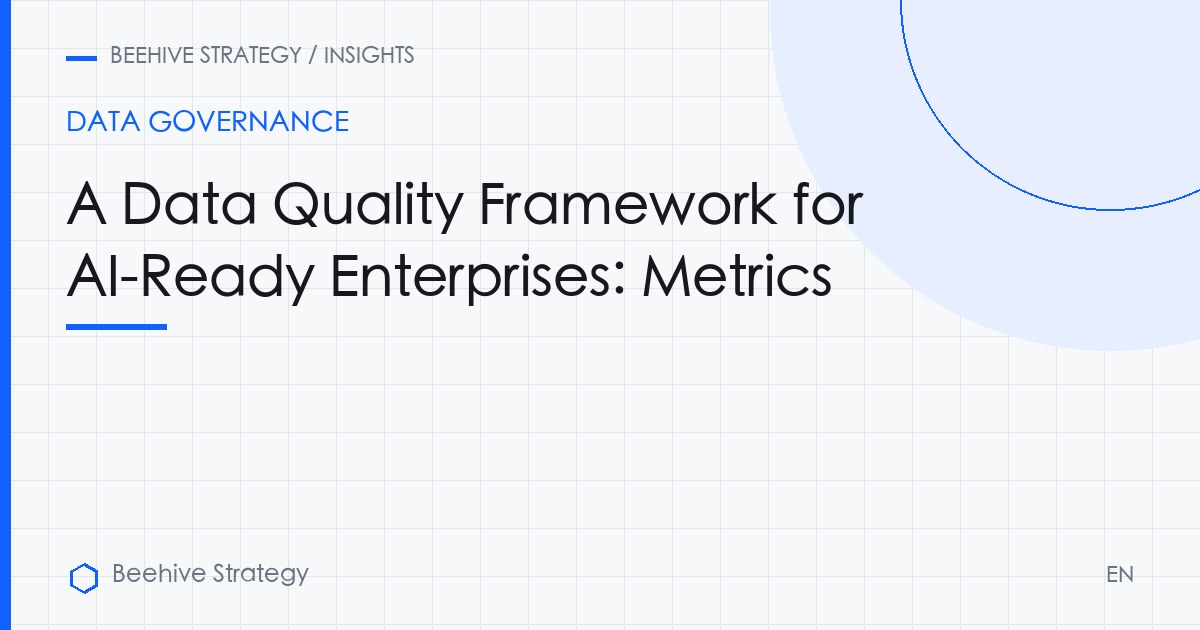 BEEHIVE STRATEGY / INSIGHTS
DATA GOVERNANCE
A Data Quality Framework for
AI-Ready Enterprises: Metrics
Beehive Strategy
EN